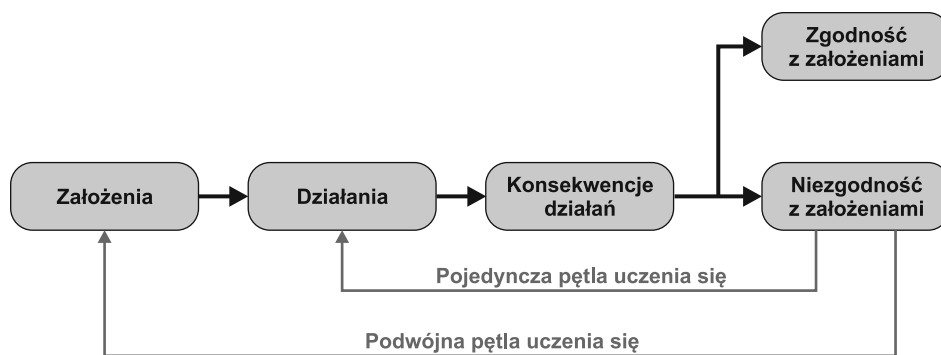 Zgodność
z założeniami
Założenia
Działania
Konsekwencje
działań
Niezgodność
z założeniami
Pojedyncza pętla uczenia się
Podwójna pętla uczenia się